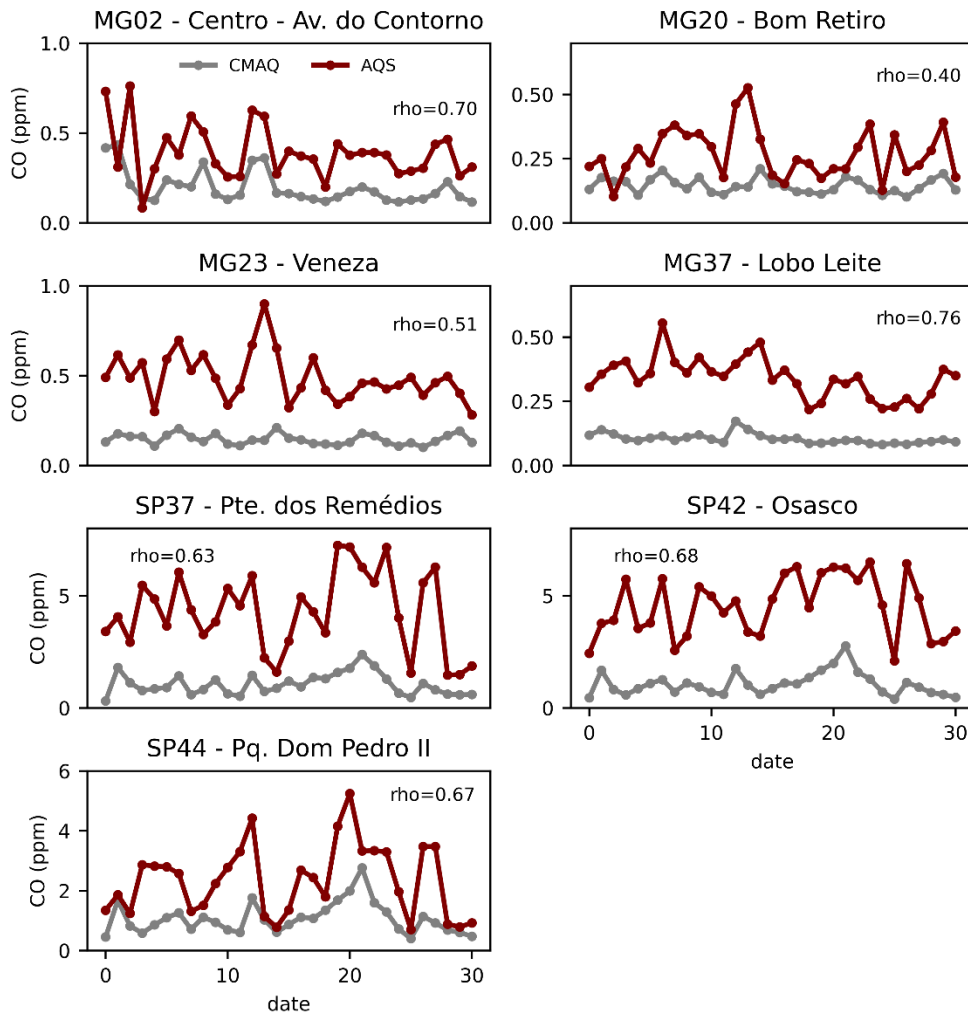 MG02 - Centro - Av. do Contorno
CO (ppm)
1.0
0.5
0.0
CMAQ
AQS
rho=0.70
MG20 - Bom Retiro
0.50
0.25
0.00
rho=0.40
MG23 - Veneza
CO (ppm)
1.0
0.5
0.0
rho=0.51
MG37 - Lobo Leite
0.50
0.25
0.00
rho=0.76
SP37 - Pte. dos Remédios
CO (ppm)
5
0
rho=0.63
SP42 - Osasco
5
0
rho=0.68
0
10
20
30
date
SP44 - Pq. Dom Pedro II
CO (ppm)
6
4
2
0
rho=0.67
0
10
20
30
date